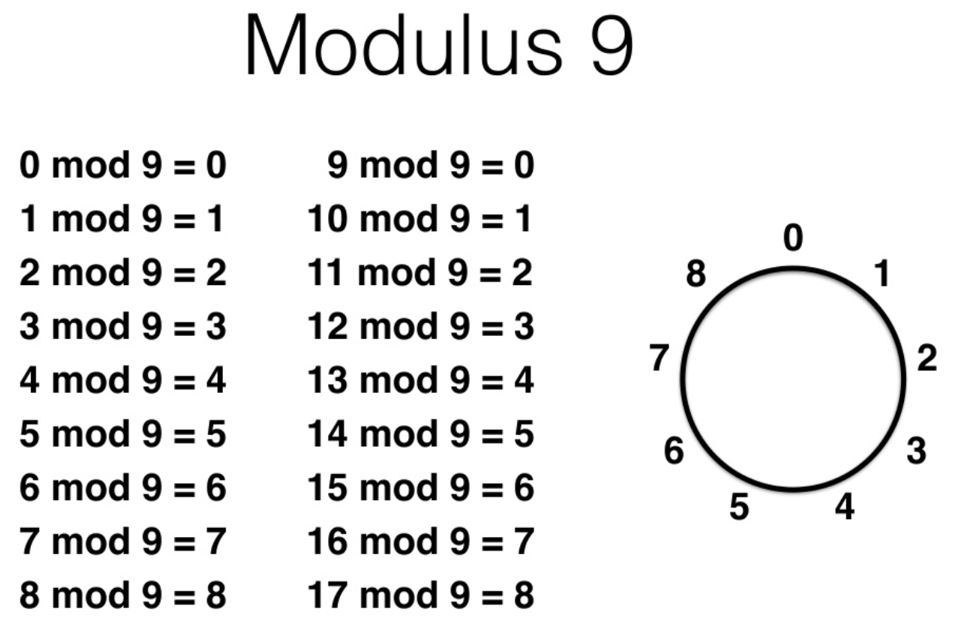 Modulus 9
0 mod 9 = 0
1 mod 9 = 1
2 mod 9 = 2
3 mod 9 = 3
4 mod 9 = 4
5 mod 9 = 5
6 mod 9 = 6
7 mod 9 = 7
8 mod 9 = 8
9 mod 9 = 0
10 mod 9 = 1
11 mod 9 = 2
12 mod 9 = 3
13 mod 9 = 4
14 mod 9 = 5
15 mod 9 = 6
16 mod 9 = 7
17 mod 9 = 8
0
1
2
3
4
5
6
7
8